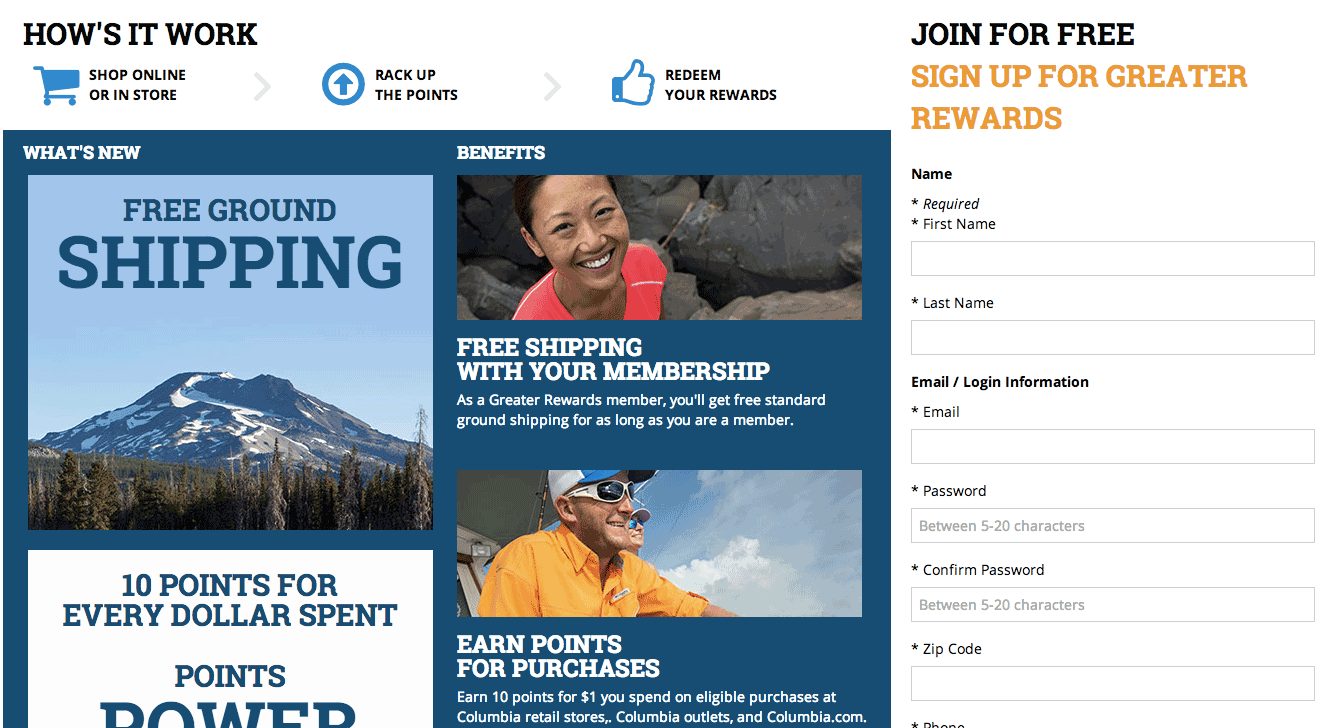 HOW'S IT WORK
SHOP ONLINE
OR IN STORE
RACK UP
THE POINTS
REDEEM
YOUR REWARDS
WHAT'S NEW
FREE GROUND
SHIPPING
10 POINTS FOR
EVERY DOLLAR SPENT
POINTS
POWER
BENEFITS
FREE SHIPPING
WITH YOUR MEMBERSHIP
As a Greater Rewards member, you'll get free standard
ground shipping for as long as you are a member.
EARN POINTS
FOR PURCHASES
Earn 10 points for $1 you spend on eligible purchases at
Columbia retail stores,. Columbia outlets, and Columbia.com.
JOIN FOR FREE
SIGN UP FOR GREATER
REWARDS
Name
* Required
* First Name
* Last Name
Email / Login Information
* Email
* Password
Between 5-20 characters
* Confirm Password
Between 5-20 characters
* Zip Code
* Phone